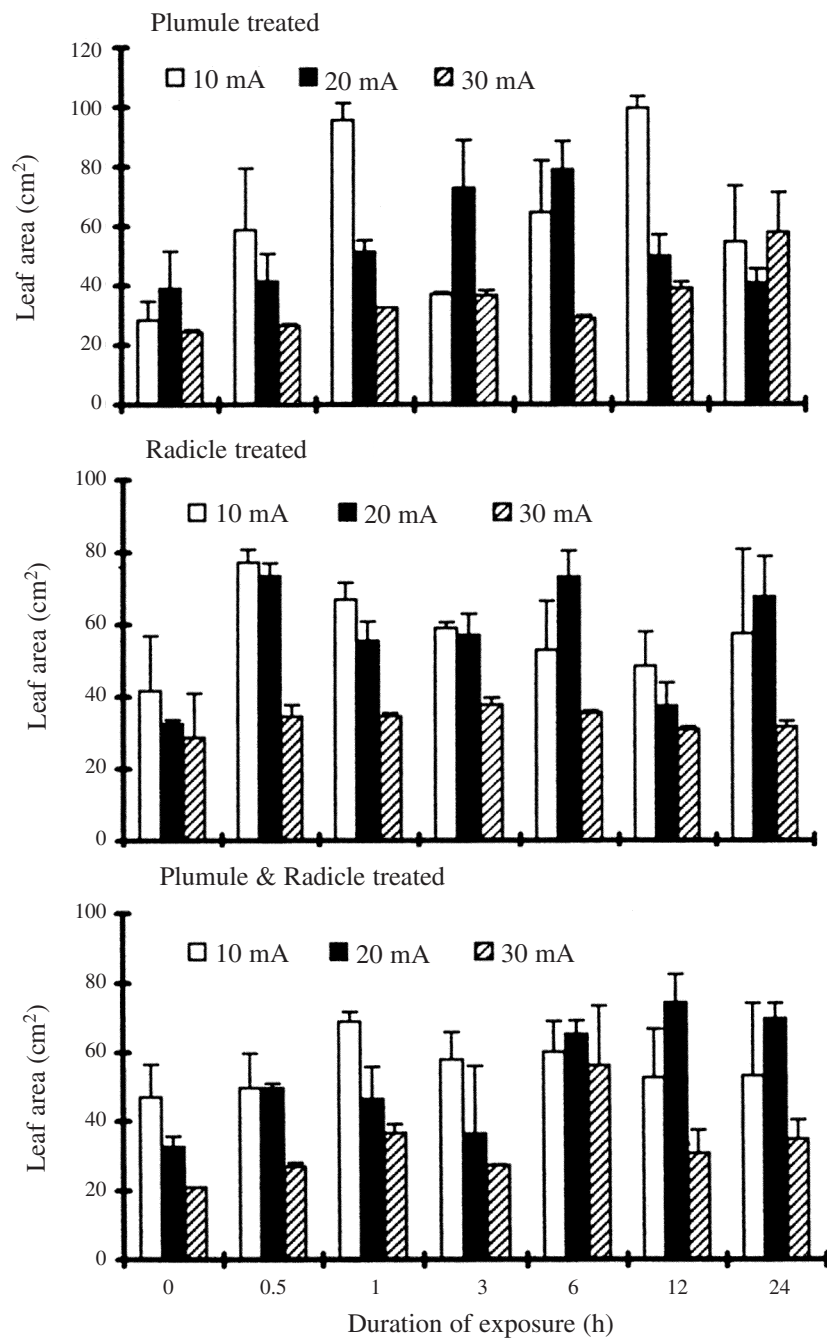 Plumule treated
120
10 mA 20 mA 30 mA
100
80
60
40
20
0
Leaf area (cm²)
Radicle treated
100
10 mA 20 mA 30 mA
80
60
40
20
0
Leaf area (cm²)
Plumule & Radicle treated
100
10 mA 20 mA 30 mA
80
60
40
20
0
Leaf area (cm²)
0 0.5 1 3 6 12 24
Duration of exposure (h)